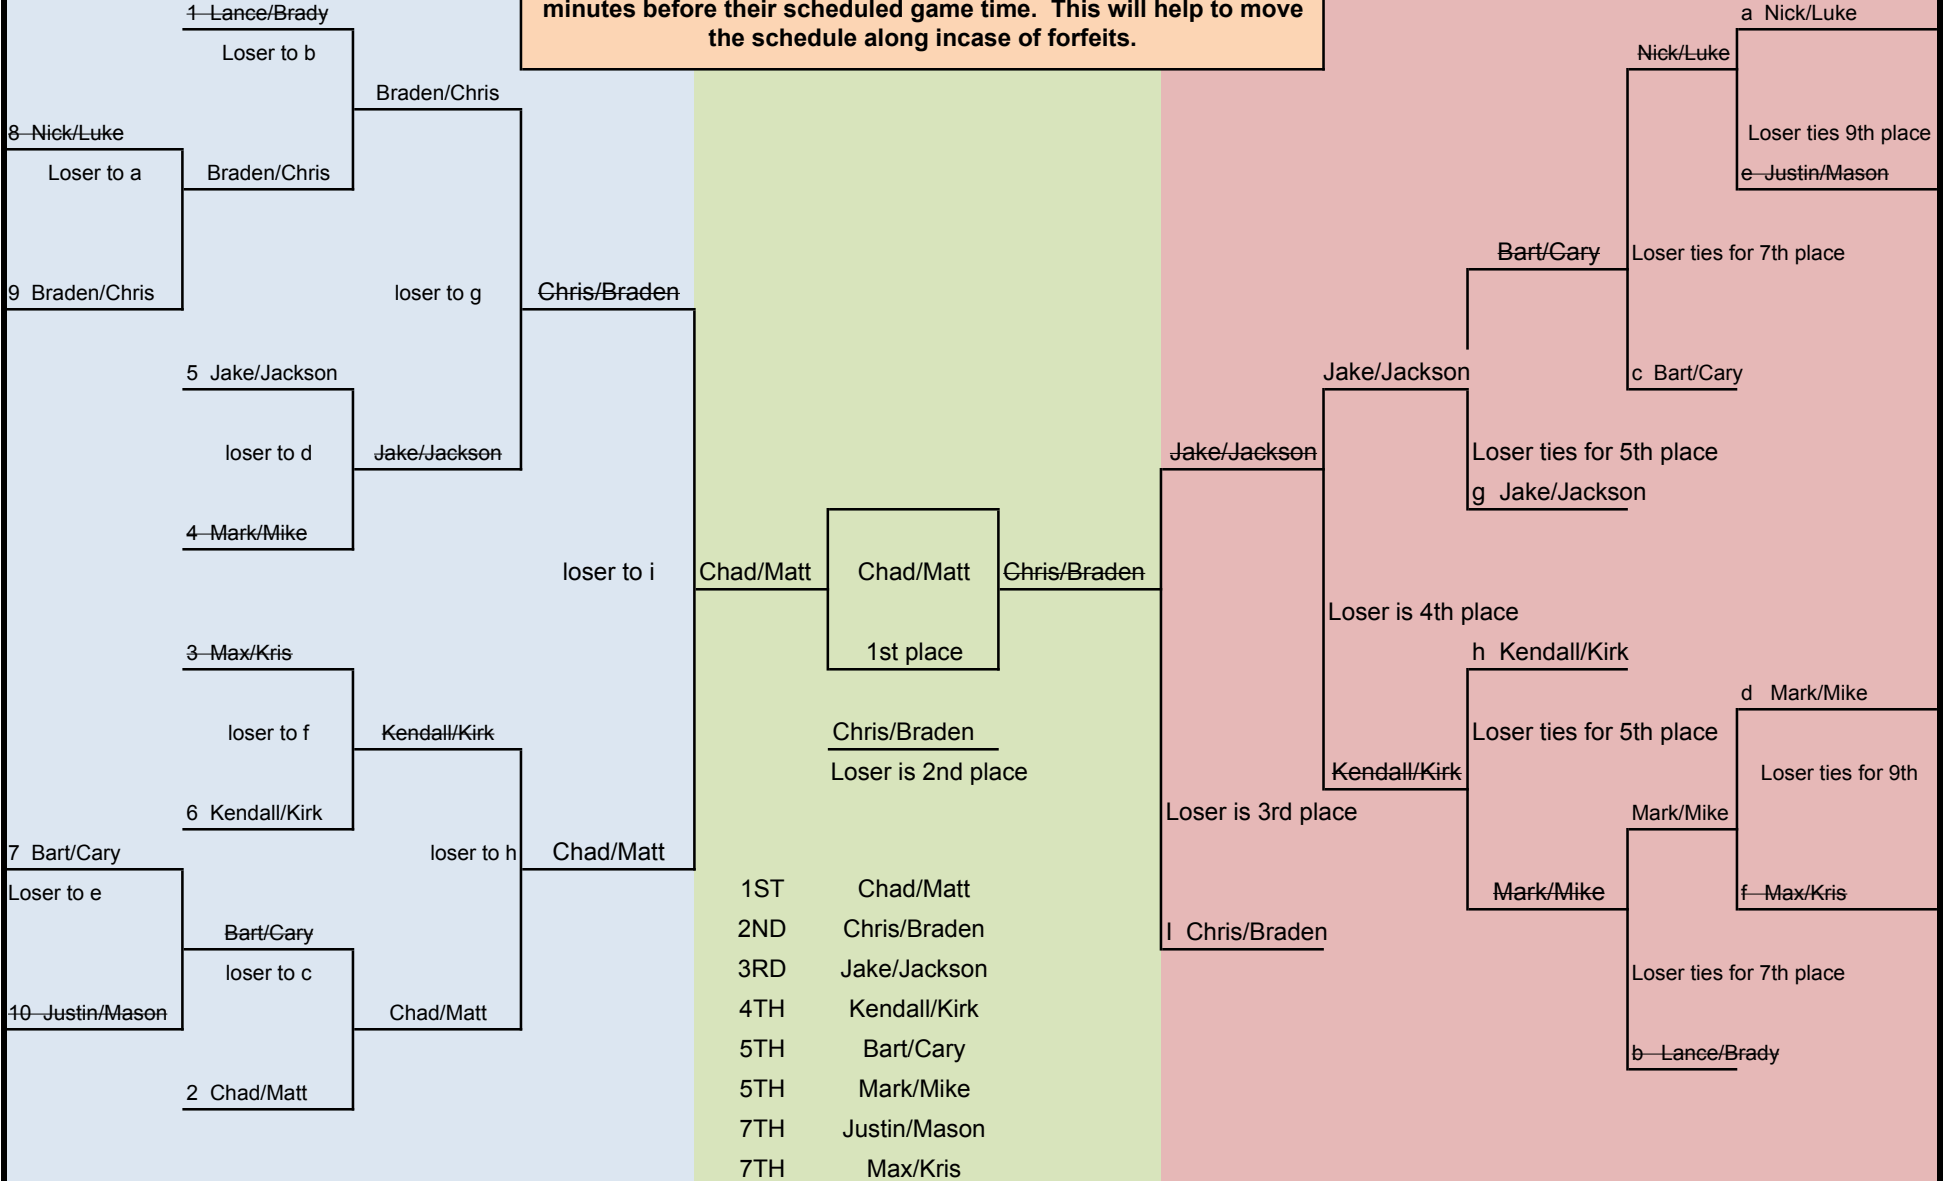 minutes before their scheduled game time.  This will help to move
the schedule along incase of forfeits.
1  Lance/Brady
Loser to b
Braden/Chris
8  Nick/Luke
Loser to a
Braden/Chris
9  Braden/Chris
loser to g
Chris/Braden
5  Jake/Jackson
loser to d
Jake/Jackson
4  Mark/Mike
loser to i
3  Max/Kris
loser to f
Kendall/Kirk
6  Kendall/Kirk
7  Bart/Cary
loser to h
Chad/Matt
Loser to e
Bart/Cary
loser to c
10  Justin/Mason
Chad/Matt
2  Chad/Matt
Chad/Matt
Chad/Matt
Chris/Braden
1st place
Chris/Braden
Loser is 2nd place
1ST Chad/Matt
2ND Chris/Braden
3RD Jake/Jackson
4TH Kendall/Kirk
5TH Bart/Cary
5TH Mark/Mike
7TH Justin/Mason
7TH Max/Kris
a  Nick/Luke
Nick/Luke
Loser ties 9th place
e  Justin/Mason
Bart/Cary
Loser ties for 7th place
Jake/Jackson
c  Bart/Cary
Jake/Jackson
Loser ties for 5th place
g  Jake/Jackson
Loser is 4th place
h  Kendall/Kirk
d   Mark/Mike
Loser ties for 5th place
Kendall/Kirk
Loser ties for 9th
Loser is 3rd place
Mark/Mike
Mark/Mike
f   Max/Kris
l  Chris/Braden
Loser ties for 7th place
b   Lance/Brady